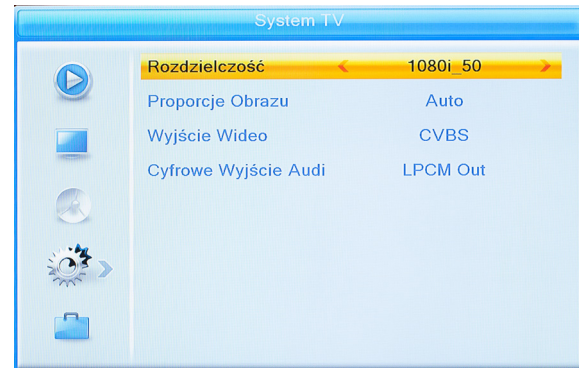 System TV
Rozdzielczość 1080i_50
Proporcje Obrazu Auto
Wyjście Wideo CVBS
Cyfrowe Wyjście Audi LPCM Out